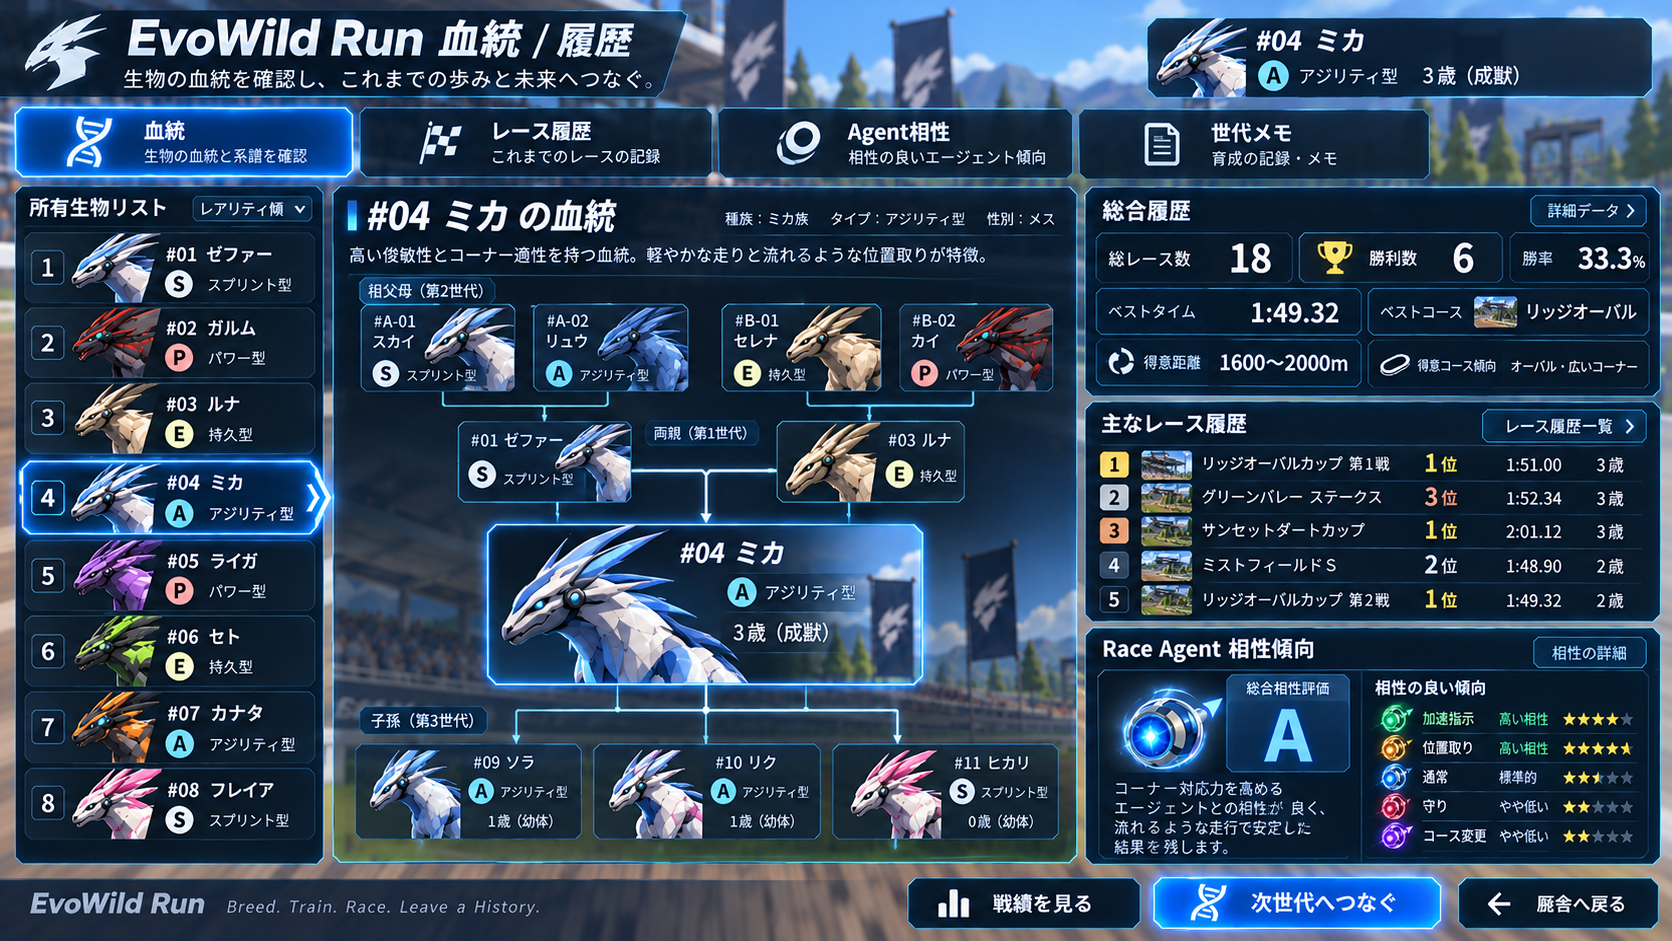 EvoWild Run 血統 / 履歴
生物の血統を確認し、これまでの歩みと未来へつなぐ。
#04 ミカ
A アジリティ型 3歳（成獣）
血統
生物の血統と系譜を確認
レース履歴
これまでのレースの記録
Agent相性
相性の良いエージェント傾向
世代メモ
育成の記録・メモ
所有生物リスト
レアリティ傾
1
#01 ゼファー
S スプリント型
2
#02 ガルム
P パワー型
3
#03 ルナ
E 持久型
4
#04 ミカ
A アジリティ型
5
#05 ライガ
P パワー型
6
#06 セト
E 持久型
7
#07 カナタ
A アジリティ型
8
#08 フレイア
S スプリント型
#04 ミカ の血統
種族：ミカ族 タイプ：アジリティ型 性別：メス
高い俊敏性とコーナー適性を持つ血統。軽やかな走りと流れるような位置取りが特徴。
祖父母（第2世代）
#A-01
スカイ
S スプリント型
#A-02
リュウ
A アジリティ型
#B-01
セレナ
E 持久型
#B-02
カイ
P パワー型
#01 ゼファー
S スプリント型
両親（第1世代）
#03 ルナ
E 持久型
#04 ミカ
A アジリティ型
3歳（成獣）
子孫（第3世代）
#09 ソラ
A アジリティ型
1歳（幼体）
#10 リク
A アジリティ型
1歳（幼体）
#11 ヒカリ
S スプリント型
0歳（幼体）
総合履歴
詳細データ
総レース数 18
勝利数 6
勝率 33.3%
ベストタイム 1:49.32
ベストコース リッジオーバル
得意距離 1600〜2000m
得意コース傾向 オーバル・広いコーナー
主なレース履歴
レース履歴一覧
1 リッジオーバルカップ 第1戦 1位 1:51.00 3歳
2 グリーンバレー ステークス 3位 1:52.34 3歳
3 サンセットダートカップ 1位 2:01.12 3歳
4 ミストフィールドS 2位 1:48.90 2歳
5 リッジオーバルカップ 第2戦 1位 1:49.32 2歳
Race Agent 相性傾向
相性の詳細
総合相性評価
A
コーナー対応力を高める
エージェントとの相性が 良く、
流れるような走行で安定した
結果を残します。
相性の良い傾向
加速指示 高い相性 ★★★★★
位置取り 高い相性 ★★★★★
通常 標準的 ★★★★★
守り やや低い ★★★★★
コース変更 やや低い ★★★★★
EvoWild Run Breed. Train. Race. Leave a History.
戦績を見る
次世代へつなぐ
厩舎へ戻る